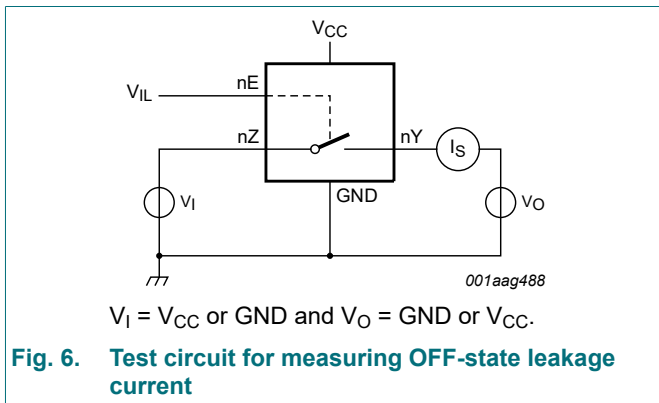 VCC
nE
VIL
nZ
nY
IS
GND
VI
VO
001aag488
VI = VCC or GND and VO = GND or VCC.
Fig. 6. Test circuit for measuring OFF-state leakage
current